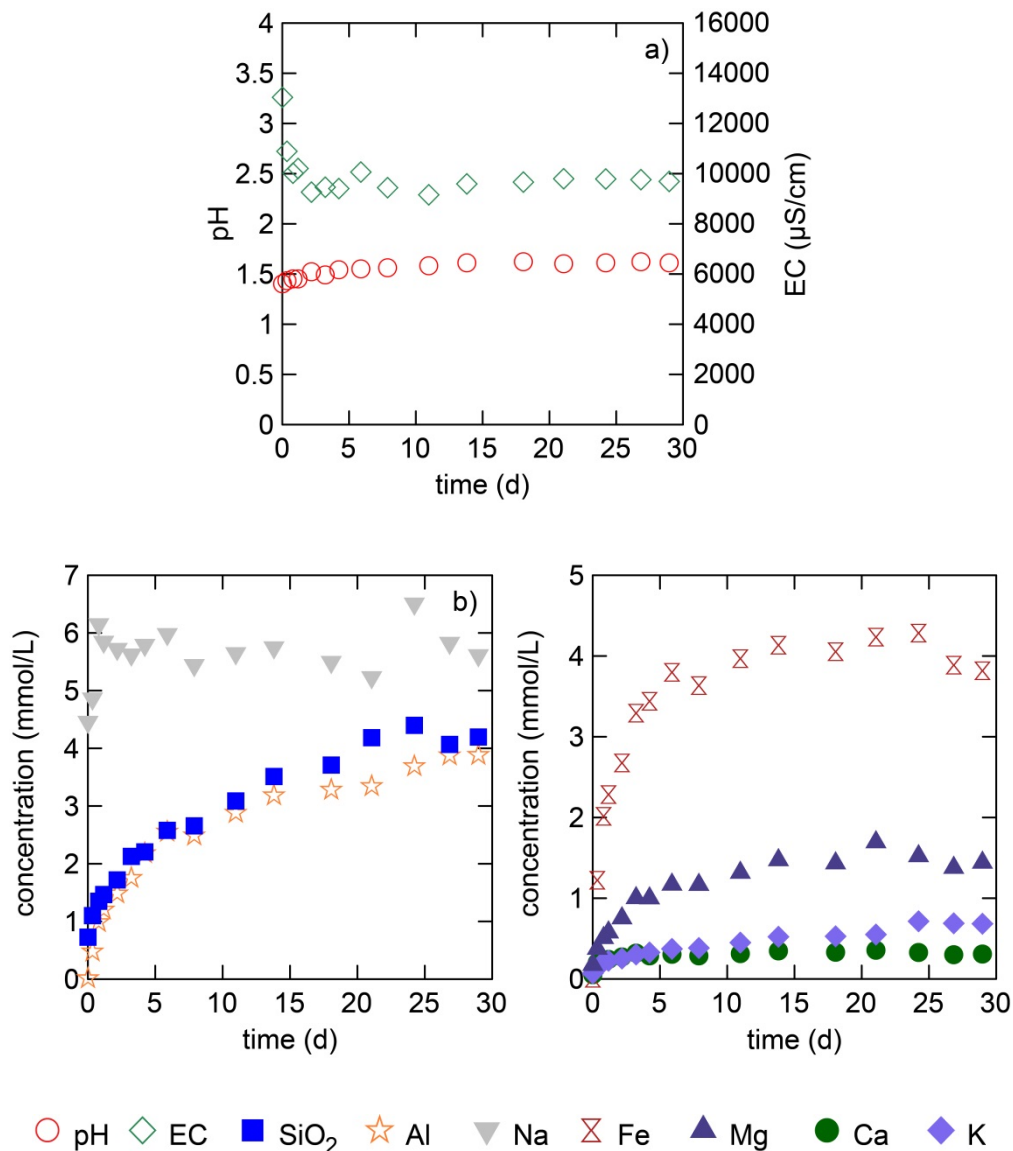 a)
4
3.5
3
2.5
2
1.5
1
0.5
0
pH
16000
14000
12000
10000
8000
6000
4000
2000
0
EC (µS/cm)
0 5 10 15 20 25 30
time (d)
b)
7
6
5
4
3
2
1
0
concentration (mmol/L)
0 5 10 15 20 25 30
time (d)
5
4
3
2
1
0
concentration (mmol/L)
0 5 10 15 20 25 30
time (d)
pH EC SiO₂ Al Na Fe Mg Ca K